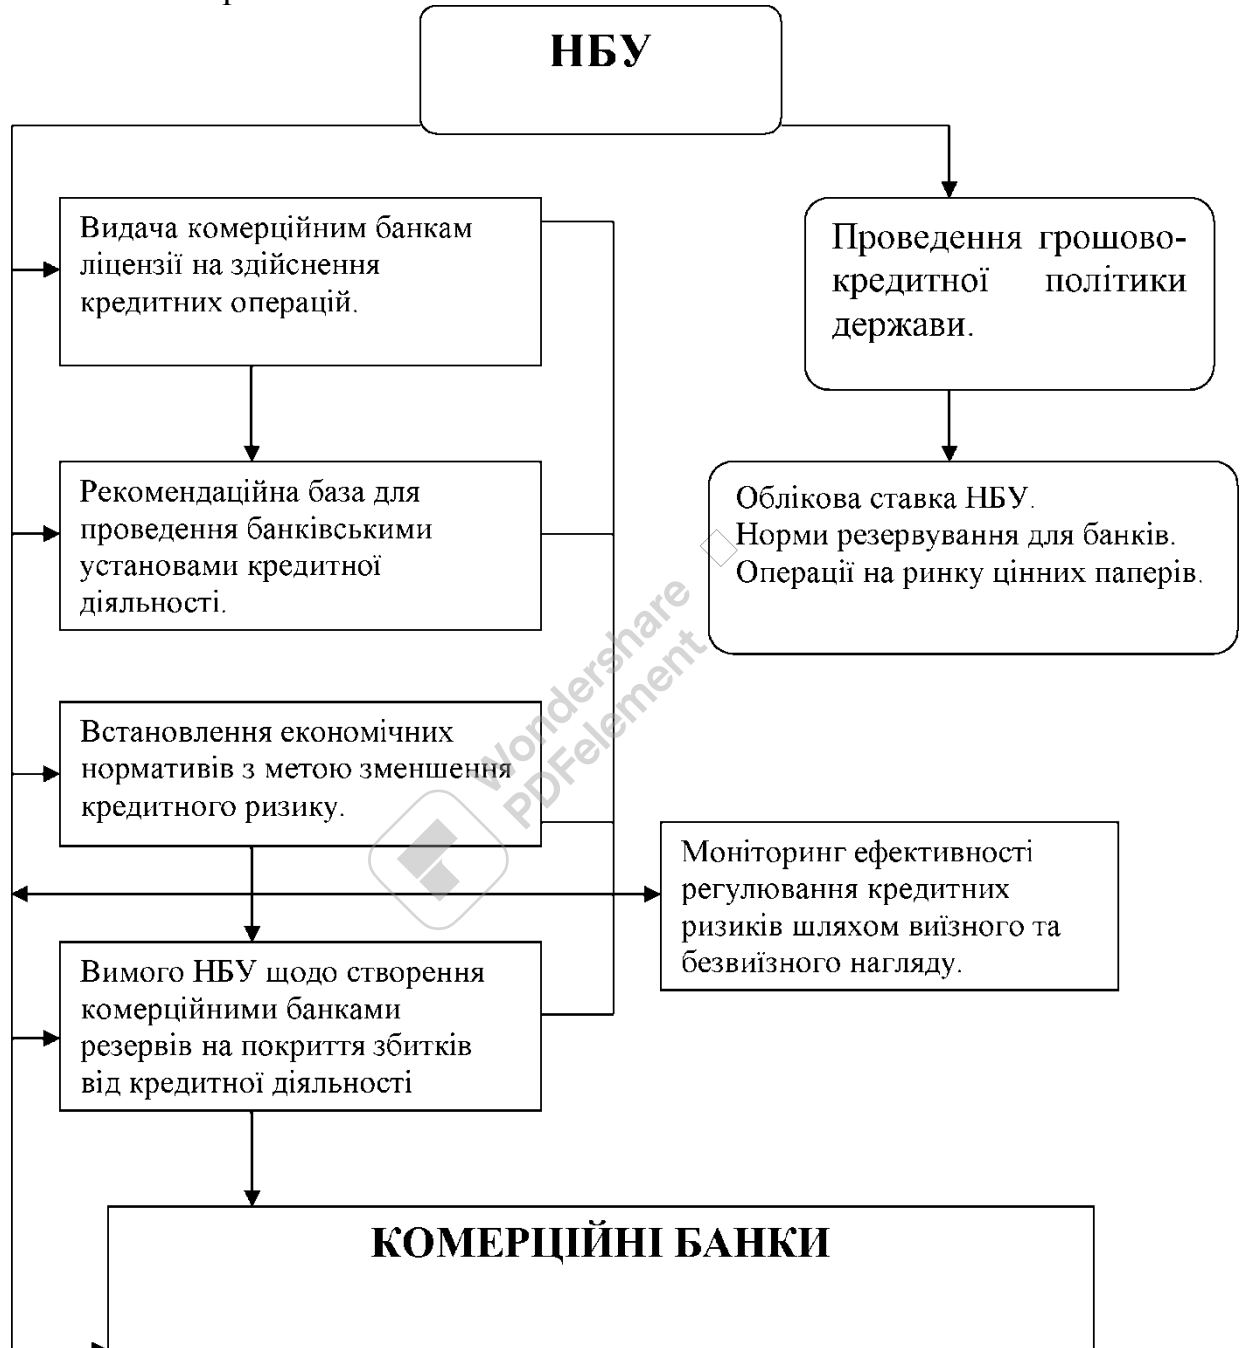 НБУ
Видача комерційним банкам
ліцензії на здійснення
кредитних операцій.
Проведення грошово-
кредитної політики
держави.
Рекомендаційна база для
проведення банківськими
установами кредитної
діяльності.
Облікова ставка НБУ.
Норми резервування для банків.
Операції на ринку цінних паперів.
Встановлення економічних
нормативів з метою зменшення
кредитного ризику.
Wondershare
PDFelement
Моніторинг ефективності
регулювання кредитних
ризиків шляхом виїзного та
безвиїзного нагляду.
Вимого НБУ щодо створення
комерційними банками
резервів на покриття збитків
від кредитної діяльності
КОМЕРЦІЙНІ БАНКИ